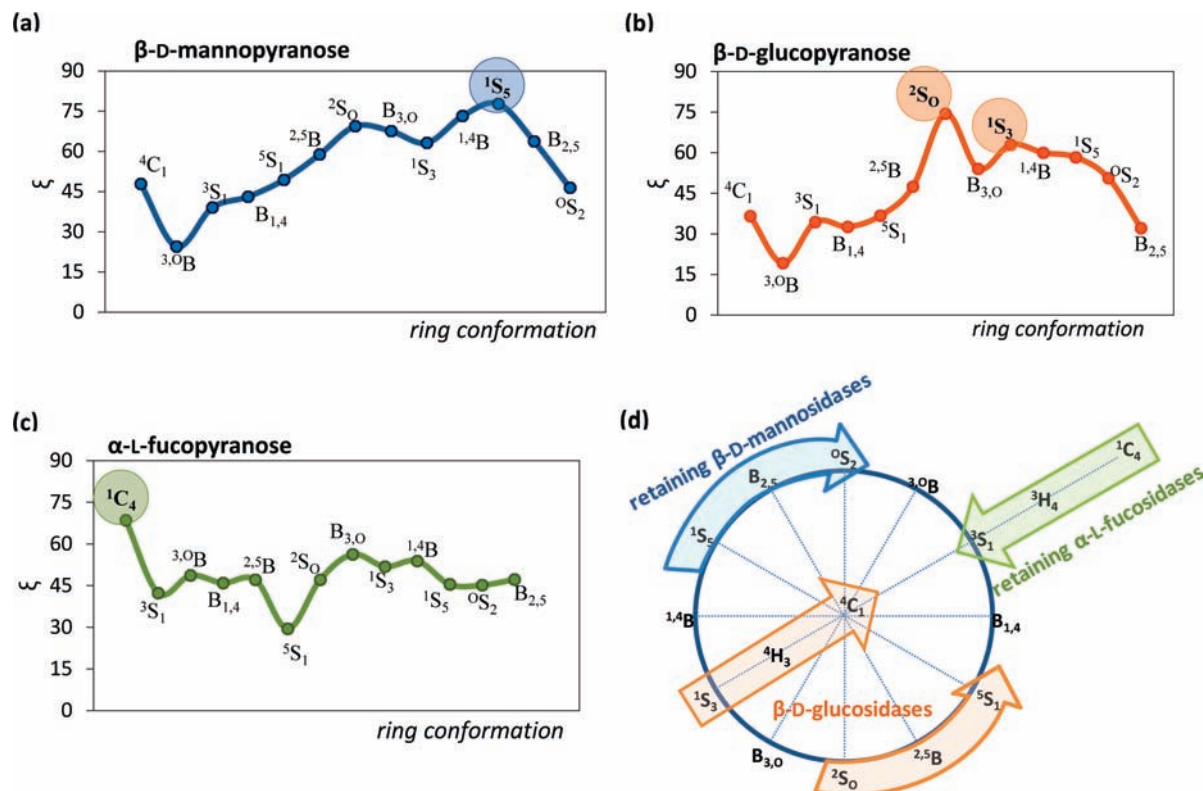 (a)
β-D-mannopyranose
90
75
60
45
30
15
0
ξ
⁴C₁
³,ᴼB
³S₁
B₁,₄
⁵S₁
²,⁵B
²Sₒ
B₃,ₒ
¹S₃
¹,⁴B
¹S₅
B₂,₅
ᴼS₂
ring conformation
(b)
β-D-glucopyranose
90
75
60
45
30
15
0
ξ
⁴C₁
³,ᴼB
³S₁
B₁,₄
⁵S₁
²,⁵B
²Sₒ
B₃,ₒ
¹S₃
¹,⁴B
¹S₅
ᴼS₂
B₂,₅
ring conformation
(c)
α-L-fucopyranose
90
75
60
45
30
15
0
ξ
¹C₄
³S₁
³,ᴼB
B₁,₄
²,⁵B
⁵S₁
²Sₒ
B₃,ₒ
¹S₃
¹,⁴B
¹S₅
ᴼS₂
B₂,₅
ring conformation
(d)
retaining β-D-mannosidases
ᴼS₂
B₂,₅
³,ᴼB
¹S₅
¹C₄
³H₄
³S₁
retaining α-L-fucosidases
⁴C₁
¹,⁴B
B₁,₄
⁴H₃
¹S₃
β-D-glucosidases
⁵S₁
B₃,ₒ
²,⁵B
²Sₒ